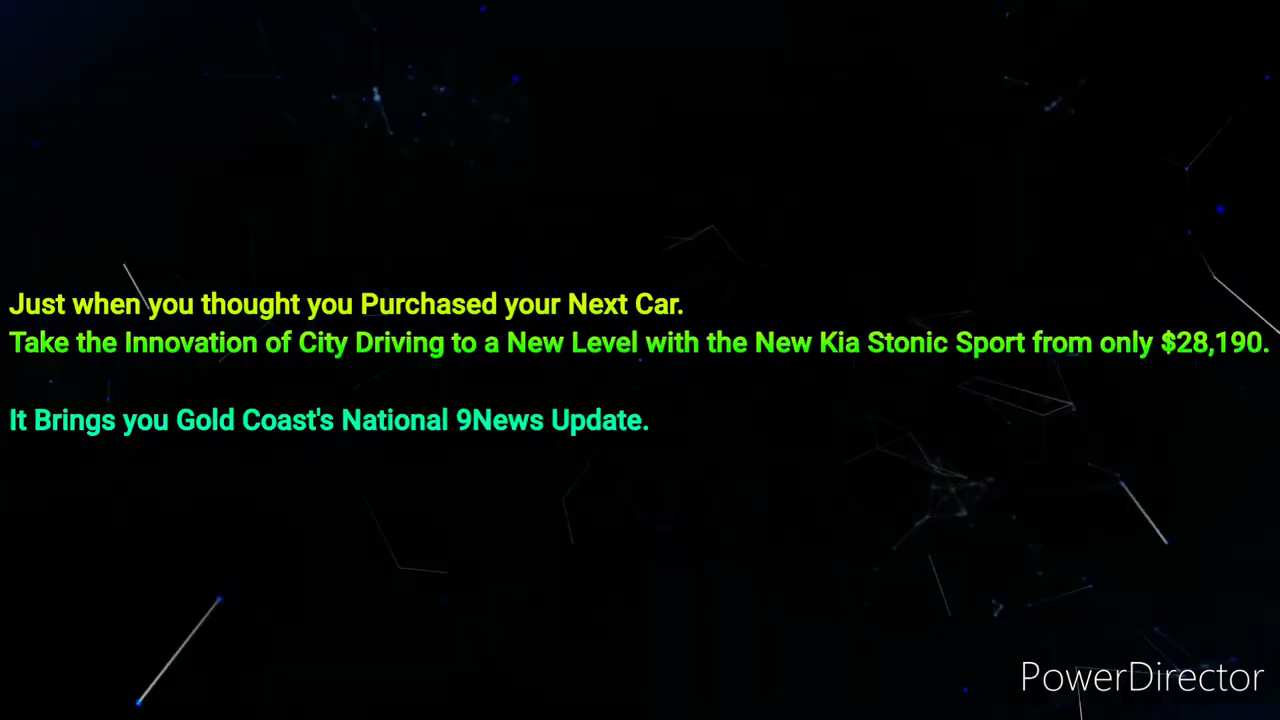 Just when you thought you Purchased your Next Car.
Take the Innovation of City Driving to a New Level with the New Kia Stonic Sport from only $28,190.
It Brings you Gold Coast's National 9News Update.
PowerDirector